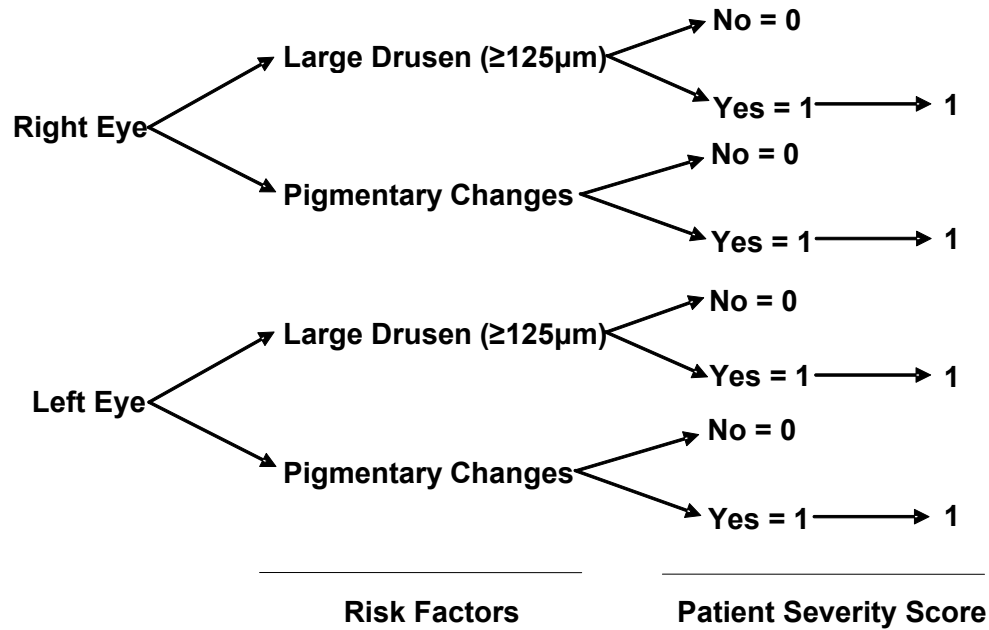 No = 0
Large Drusen (≥125µm)
Yes = 1 1
Right Eye
No = 0
Pigmentary Changes
Yes = 1 1
No = 0
Large Drusen (≥125µm)
Yes = 1 1
Left Eye
No = 0
Pigmentary Changes
Yes = 1 1
Risk Factors Patient Severity Score